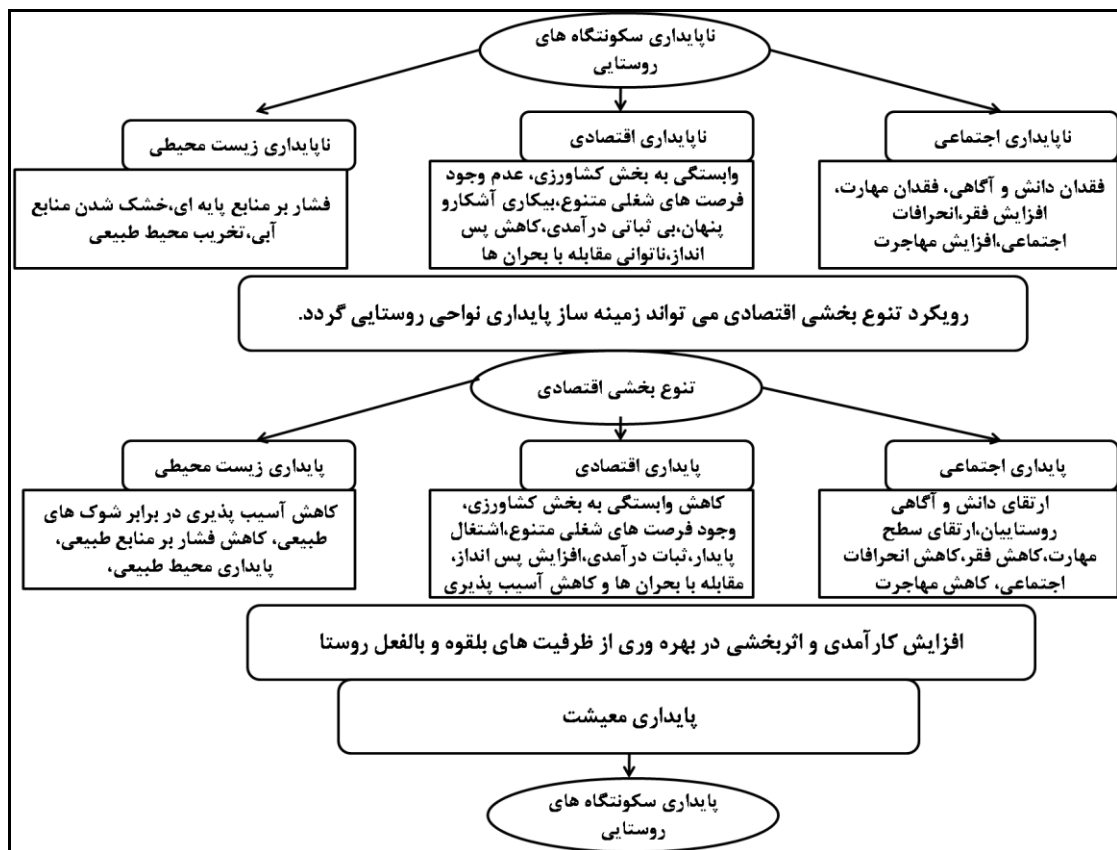 ناپایداری سکونتگاه های
روستایی
ناپایداری اجتماعی
ناپایداری اقتصادی
ناپایداری زیست محیطی
فقدان دانش و آگاهی، فقدان مهارت،
افزایش فقر،انحرافات
اجتماعی،افزایش مهاجرت
وابستگی به بخش کشاورزی، عدم وجود
فرصت های شغلی متنوع،بیکاری آشکارو
پنهان،بی ثباتی درآمدی،کاهش پس
انداز،ناتوانی مقابله با بحران ها
فشار بر منابع پایه ای،خشک شدن منابع
آبی،تخریب محیط طبیعی
رویکرد تنوع بخشی اقتصادی می تواند زمینه ساز پایداری نواحی روستایی گردد.
تنوع بخشی اقتصادی
پایداری اجتماعی
پایداری اقتصادی
پایداری زیست محیطی
ارتقای دانش و آگاهی
روستاییان،ارتقای سطح
مهارت،کاهش فقر،کاهش انحرافات
اجتماعی، کاهش مهاجرت
کاهش وابستگی به بخش کشاورزی،
وجود فرصت های شغلی متنوع،اشتغال
پایدار،ثبات درآمدی،افزایش پس انداز،
مقابله با بحران ها و کاهش آسیب پذیری
کاهش آسیب پذیری در برابر شوک های
طبیعی، کاهش فشار بر منابع طبیعی،
پایداری محیط طبیعی،
افزایش کارآمدی و اثربخشی در بهره وری از ظرفیت های بلقوه و بالفعل روستا
پایداری معیشت
پایداری سکونتگاه های
روستایی